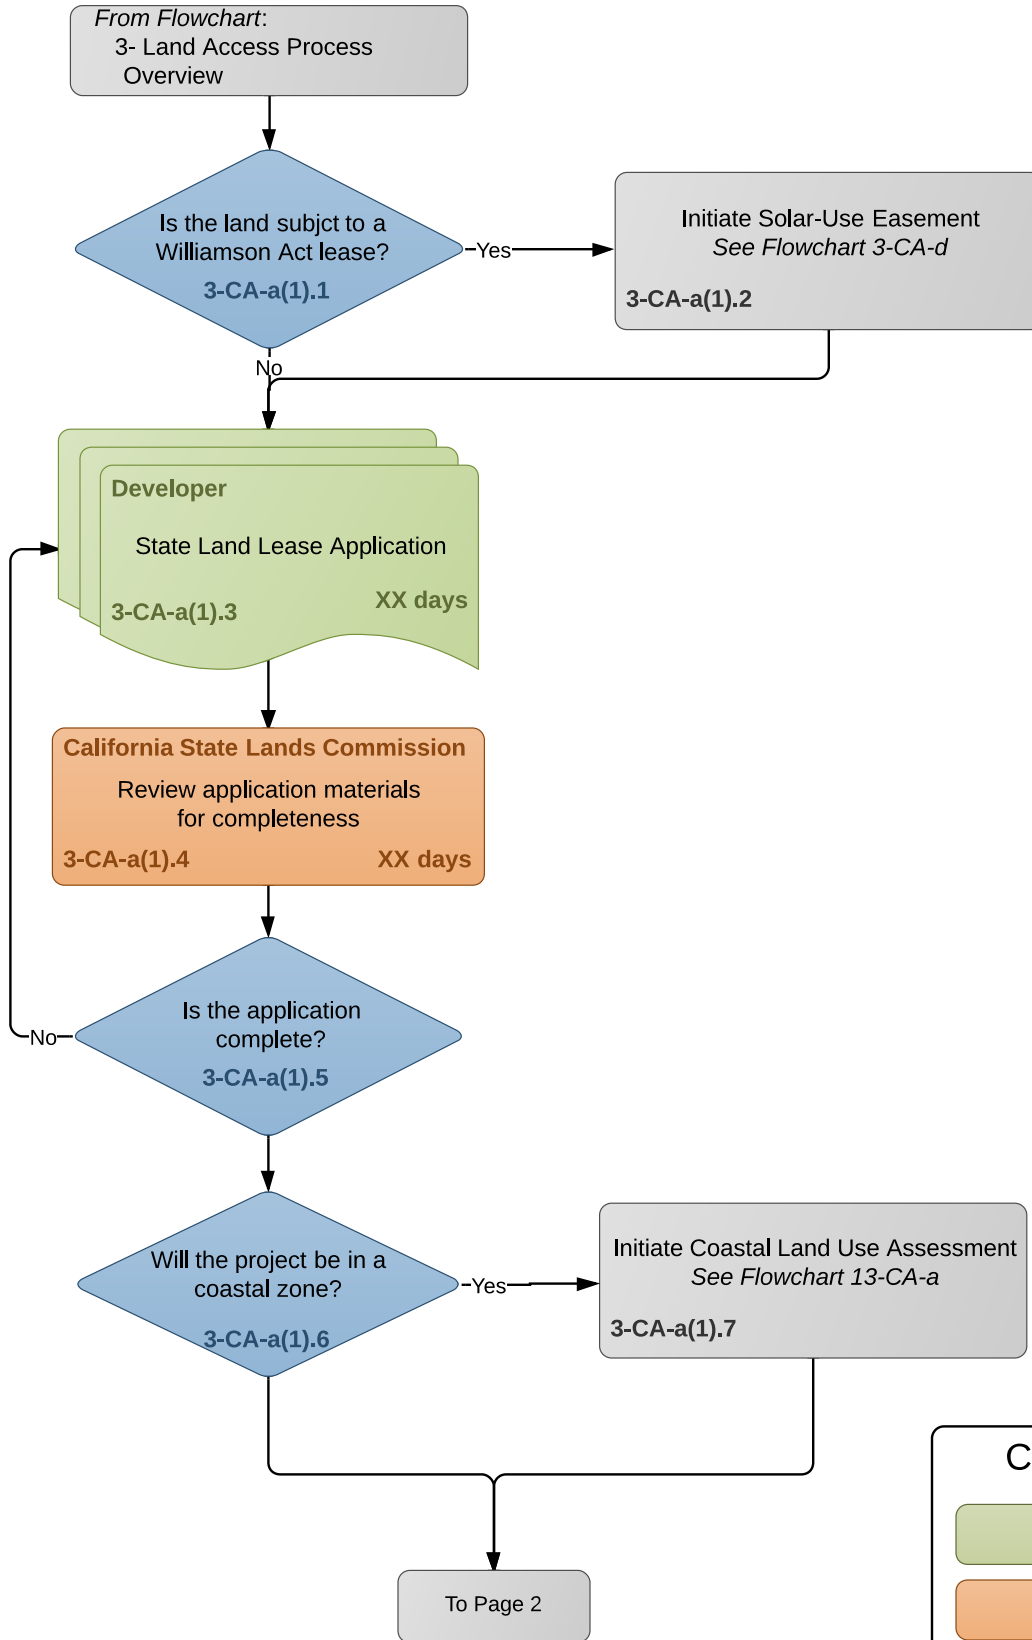 From Flowchart:
3- Land Access Process
Overview
Is the land subjct to a
Williamson Act lease?
3-CA-a(1).1
Yes
Initiate Solar-Use Easement
See Flowchart 3-CA-d
3-CA-a(1).2
No
Developer
State Land Lease Application
XX days
3-CA-a(1).3
California State Lands Commission
Review application materials
for completeness
3-CA-a(1).4
XX days
Is the application
complete?
3-CA-a(1).5
No
Will the project be in a
coastal zone?
3-CA-a(1).6
Yes
Initiate Coastal Land Use Assessment
See Flowchart 13-CA-a
3-CA-a(1).7
C
To Page 2